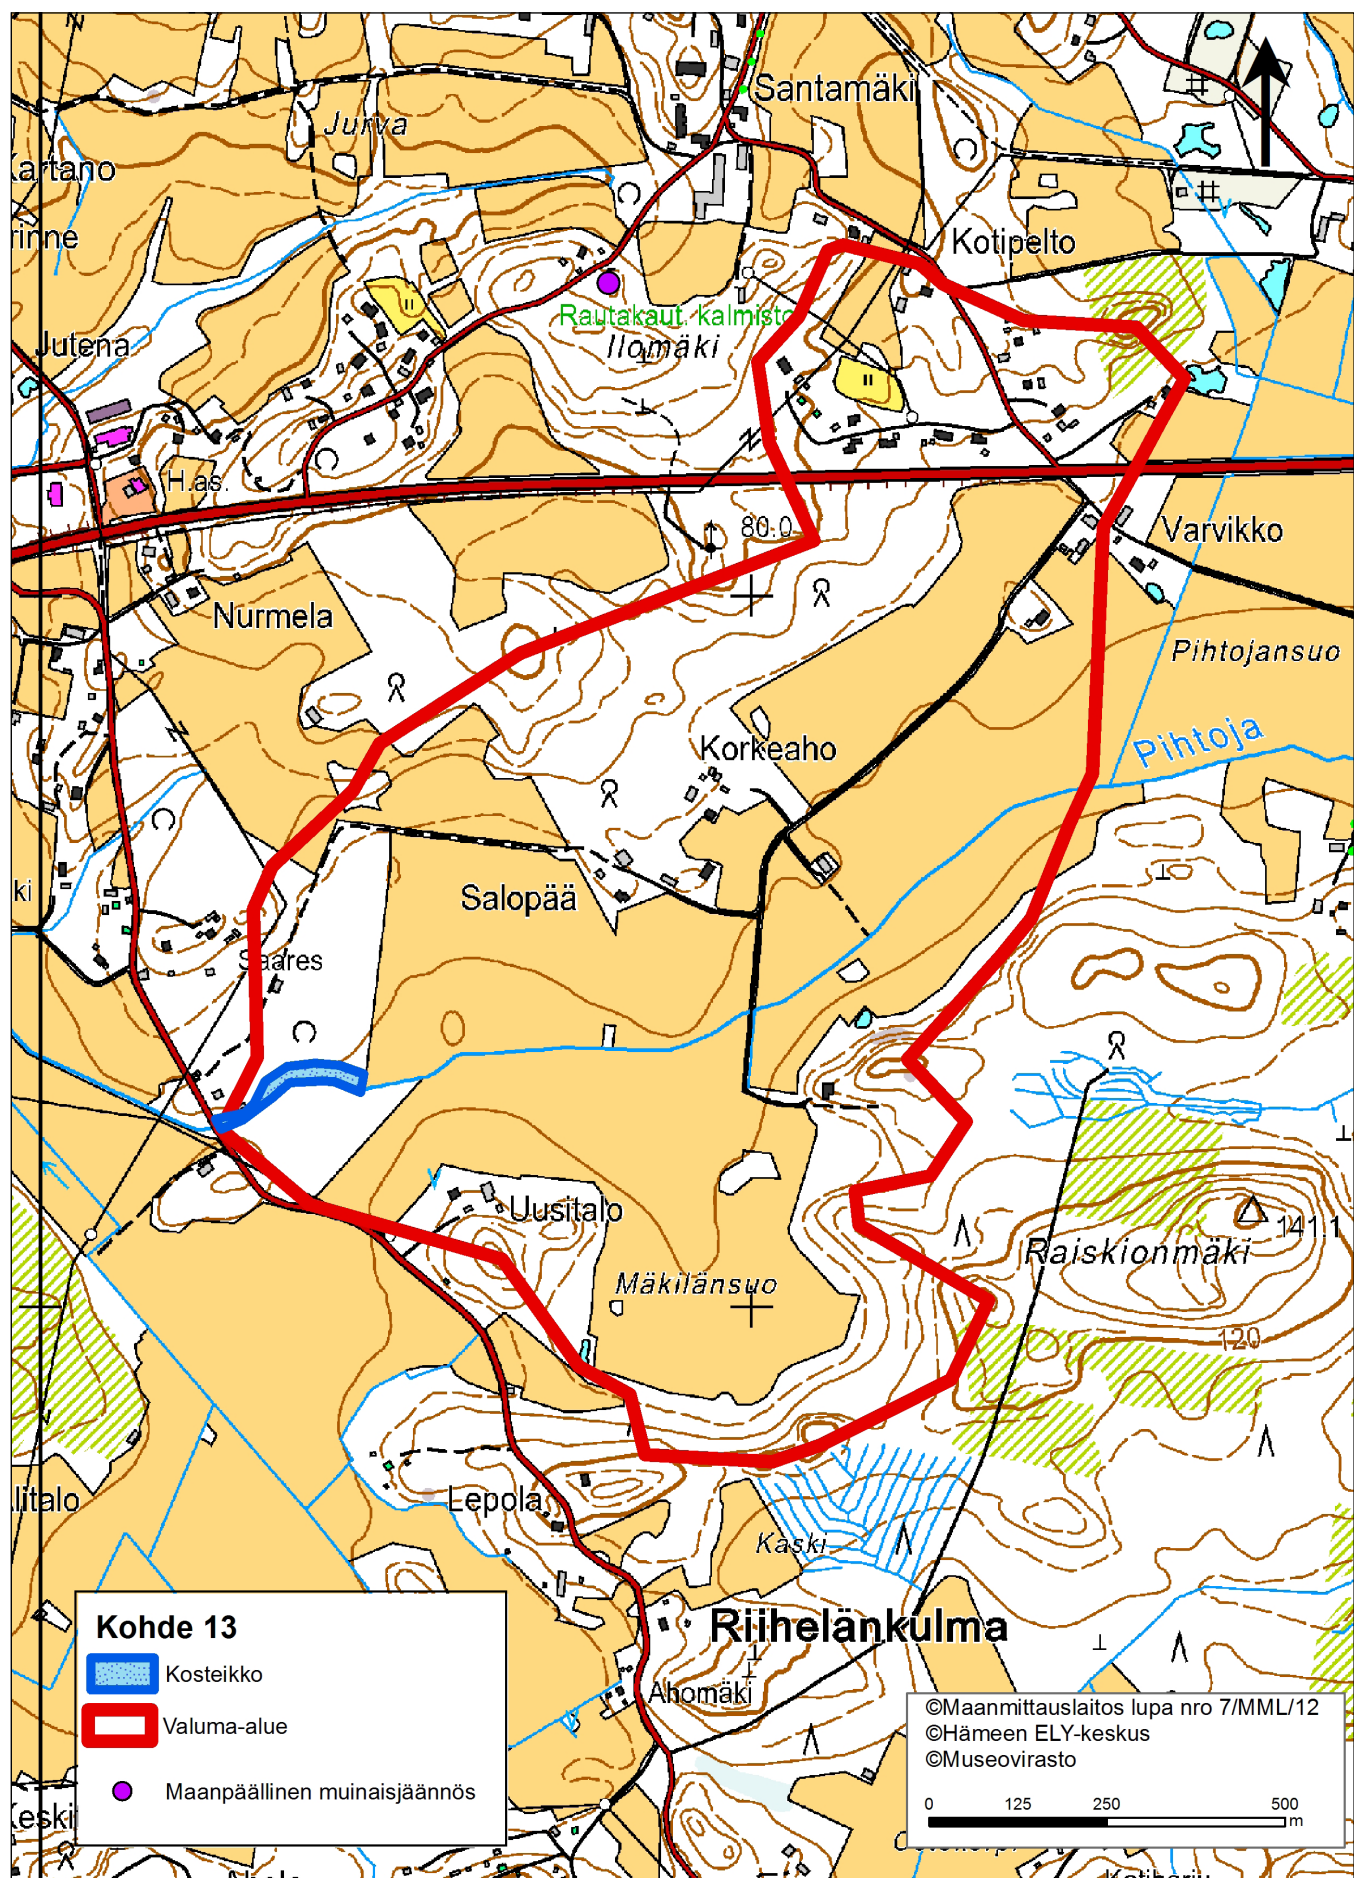 Santamäki
Jurva
Kartano
rinne
Kotipelto
Rautakaut. kalmisto
Ilomäki
Jutena
H.as.
80.0
Varvikko
Nurmela
Pihtojansuo
Pihtoja
Korkeaho
ki
Salopää
Saares
Uusitalo
141.1
Raiskionmäki
Mäkilänsuo
120
Lepola
Kaski
Riihelänkulma
Ahomäki
Kohde 13
Kosteikko
Valuma-alue
Maanpäällinen muinaisjäännös
©Maanmittauslaitos lupa nro 7/MML/12
©Hämeen ELY-keskus
©Museovirasto
0 125 250 500
m